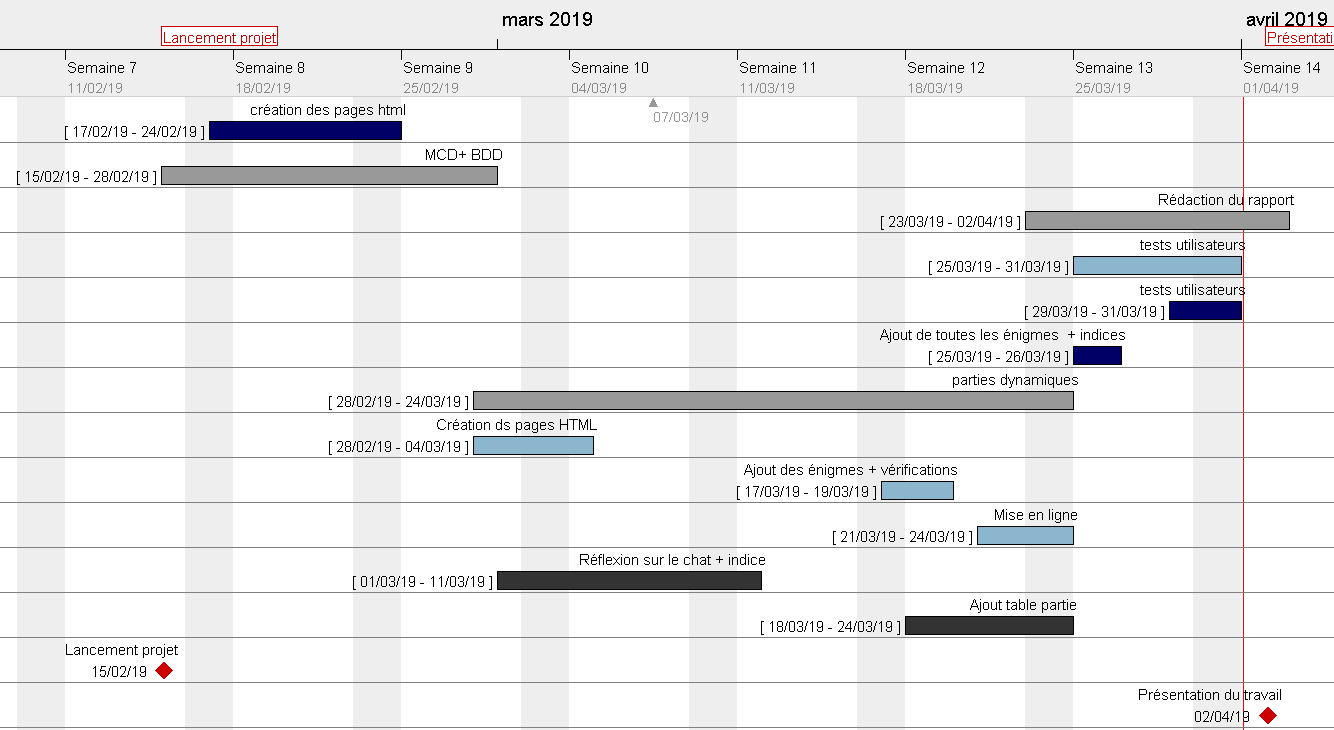 mars 2019
avril 2019
Lancement projet
Présentati
Semaine 7
Semaine 8
Semaine 9
Semaine 10
Semaine 11
Semaine 12
Semaine 13
Semaine 14
11/02/19
18/02/19
25/02/19
04/03/19
11/03/19
18/03/19
25/03/19
01/04/19
07/03/19
création des pages html
[ 17/02/19 - 24/02/19 ]
MCD+ BDD
[ 15/02/19 - 28/02/19 ]
Rédaction du rapport
[ 23/03/19 - 02/04/19 ]
tests utilisateurs
[ 25/03/19 - 31/03/19 ]
tests utilisateurs
[ 29/03/19 - 31/03/19 ]
Ajout de toutes les énigmes  + indices
[ 25/03/19 - 26/03/19 ]
parties dynamiques
[ 28/02/19 - 24/03/19 ]
Création ds pages HTML
[ 28/02/19 - 04/03/19 ]
Ajout des énigmes + vérifications
[ 17/03/19 - 19/03/19 ]
Mise en ligne
[ 21/03/19 - 24/03/19 ]
Réflexion sur le chat + indice
[ 01/03/19 - 11/03/19 ]
Ajout table partie
[ 18/03/19 - 24/03/19 ]
Lancement projet
15/02/19
Présentation du travail
02/04/19